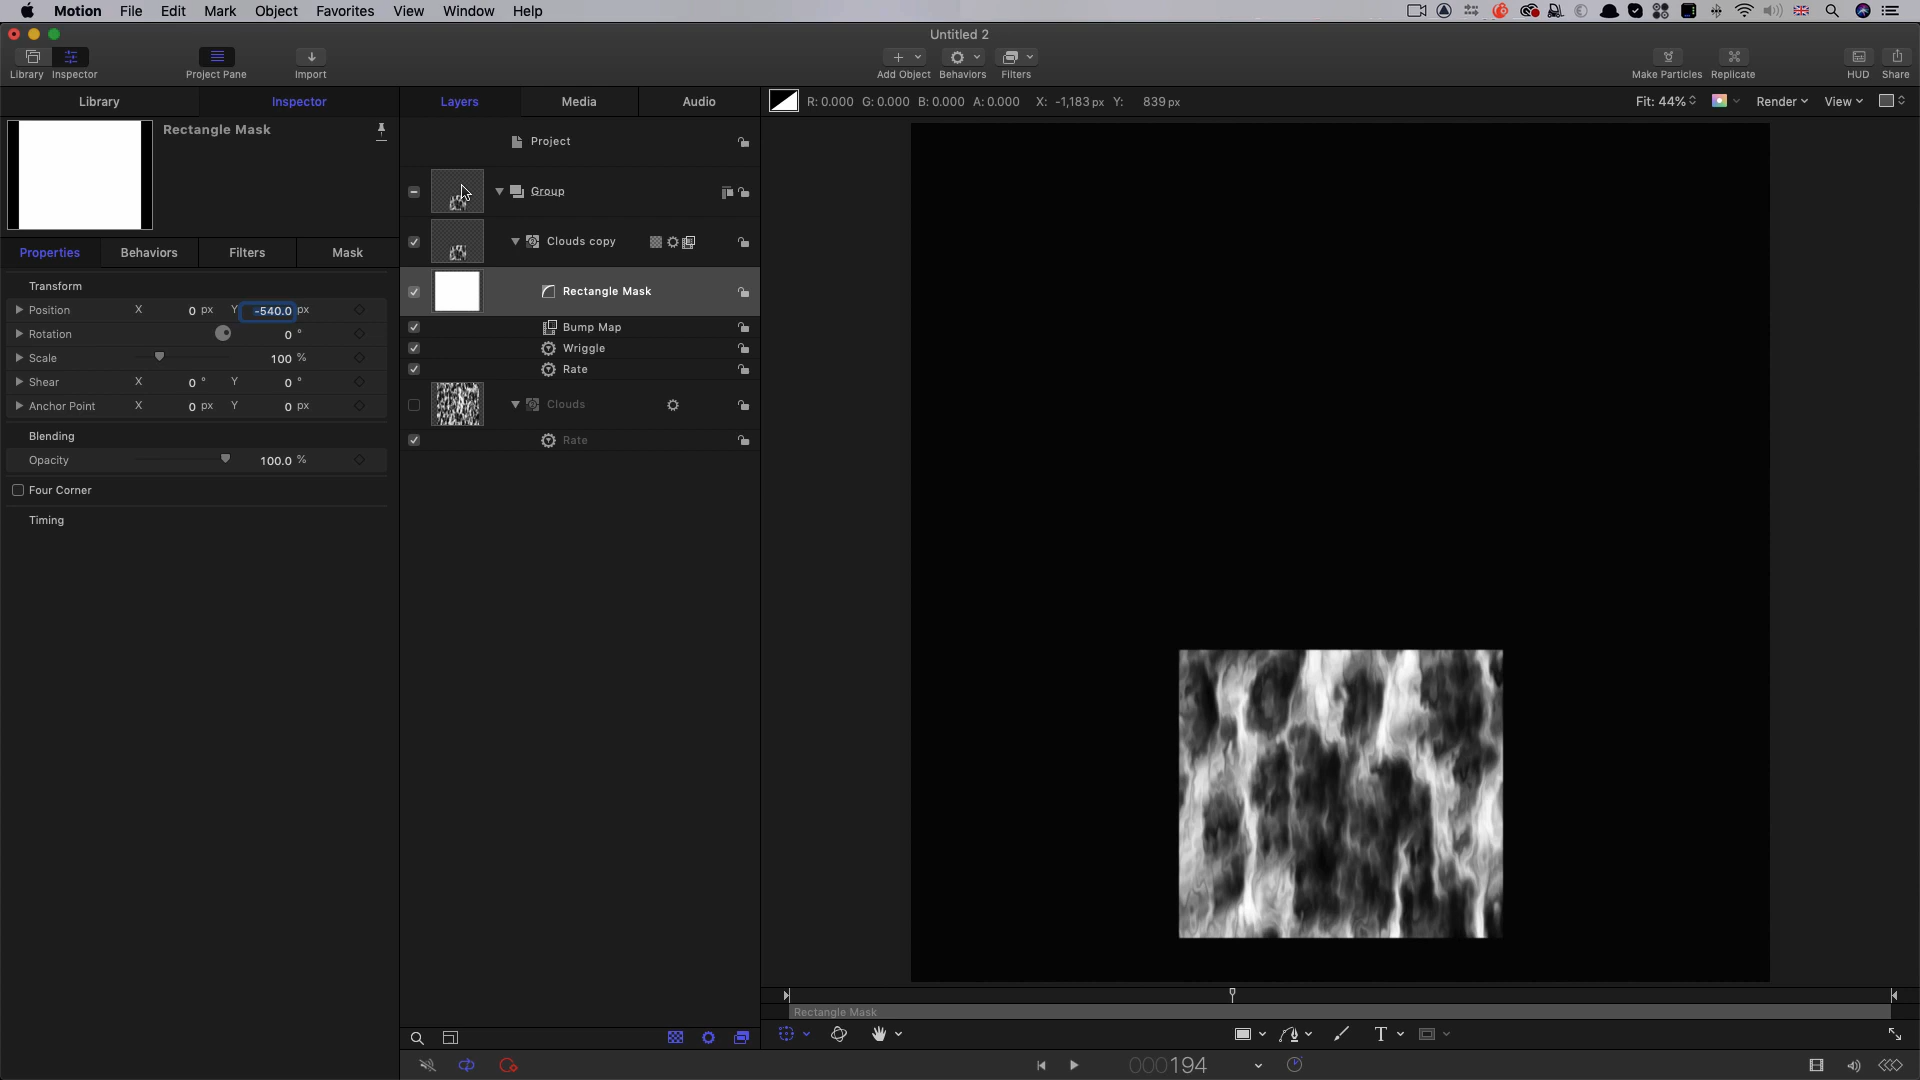 Motion File Edit Mark Object Favorites View Window Help
Untitled 2
Library Inspector Project Pane Import Add Object Behaviors Filters Make Particles Replicate HUD Share
Library Inspector Layers Media Audio R: 0.000 G: 0.000 B: 0.000 A: 0.000 X: -1,183 px Y: 839 px Fit: 44% Render View
Rectangle Mask
Project
Group
Properties Behaviors Filters Mask
Clouds copy
Transform
Rectangle Mask
Position X 0 px Y -540.0 px
Bump Map
Rotation 0 °
Wriggle
Scale 100 %
Rate
Shear X 0 ° Y 0 °
Anchor Point X 0 px Y 0 px
Clouds
Blending
Rate
Opacity 100.0 %
Four Corner
Timing
Rectangle Mask
T
000194